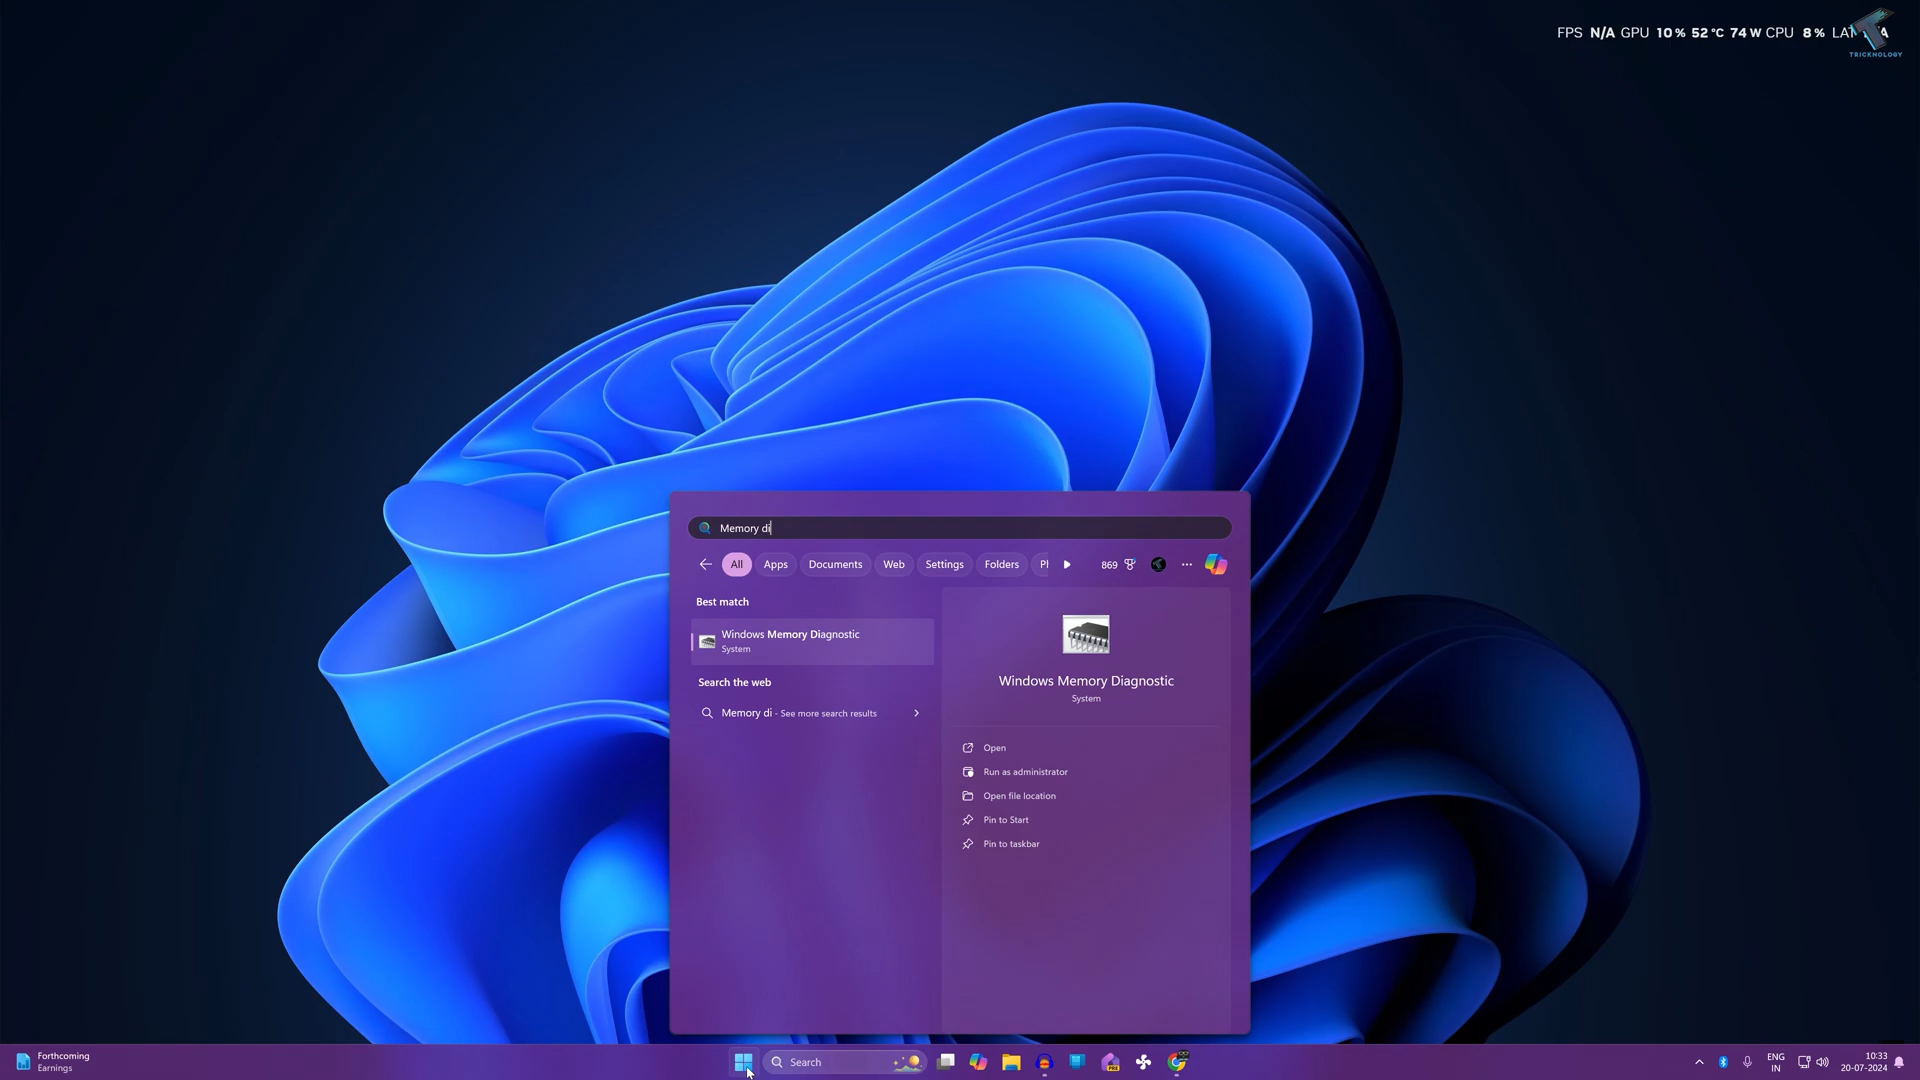 FPS N/A GPU 10% 52°C 74W CPU 8%
TRICKNOLOGY
Memory di
All Apps Documents Web Settings Folders 869 ...
Best match
Windows Memory Diagnostic
System
Search the web
Memory di - See more search results
Windows Memory Diagnostic
System
Open
Run as administrator
Open file location
Pin to Start
Pin to taskbar
Forthcoming
Earnings
Search
PRE
ENG
IN
10:33
20-07-2024